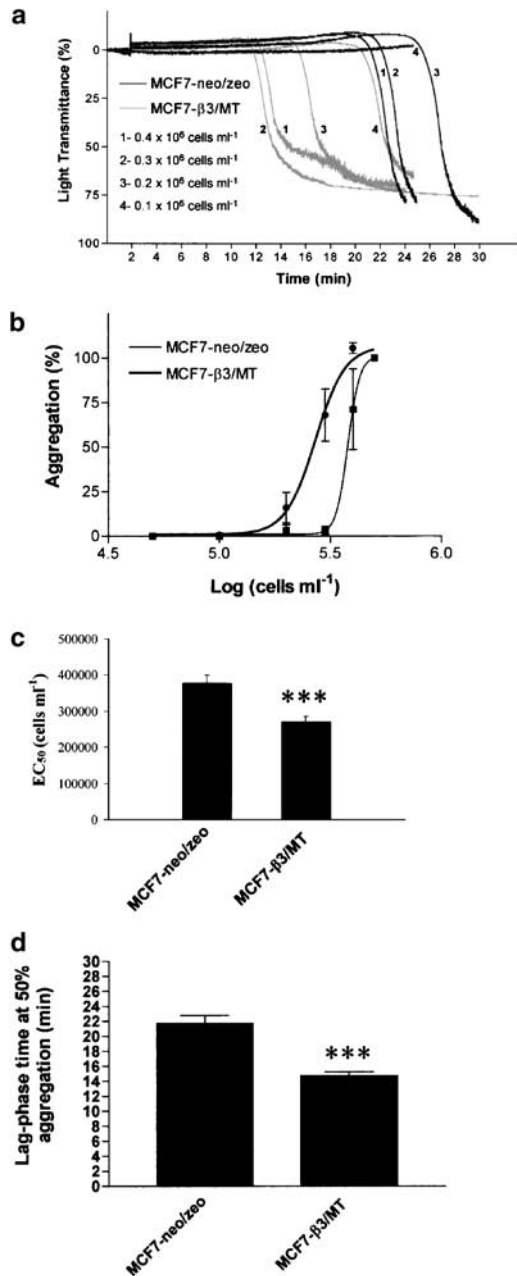 a
0
25
50
75
100
Light Transmittance (%)
MCF7-neo/zeo
MCF7-β3/MT
1- 0.4 x 10⁶ cells ml⁻¹
2- 0.3 x 10⁶ cells ml⁻¹
3- 0.2 x 10⁶ cells ml⁻¹
4- 0.1 x 10⁶ cells ml⁻¹
2 1 3 4 1 2 4 3
2 4 6 8 10 12 14 16 18 20 22 24 26 28 30
Time (min)
b
MCF7-neo/zeo
MCF7-β3/MT
100
75
50
25
0
Aggregation (%)
4.5 5.0 5.5 6.0
Log (cells ml⁻¹)
c
500000
400000
300000
200000
100000
0
EC₅₀ (cells ml⁻¹)
***
MCF7-neo/zeo
MCF7-β3/MT
d
30
28
26
24
22
20
18
16
14
12
10
8
6
4
2
0
Lag-phase time at 50%
aggregation (min)
***
MCF7-neo/zeo
MCF7-β3/MT